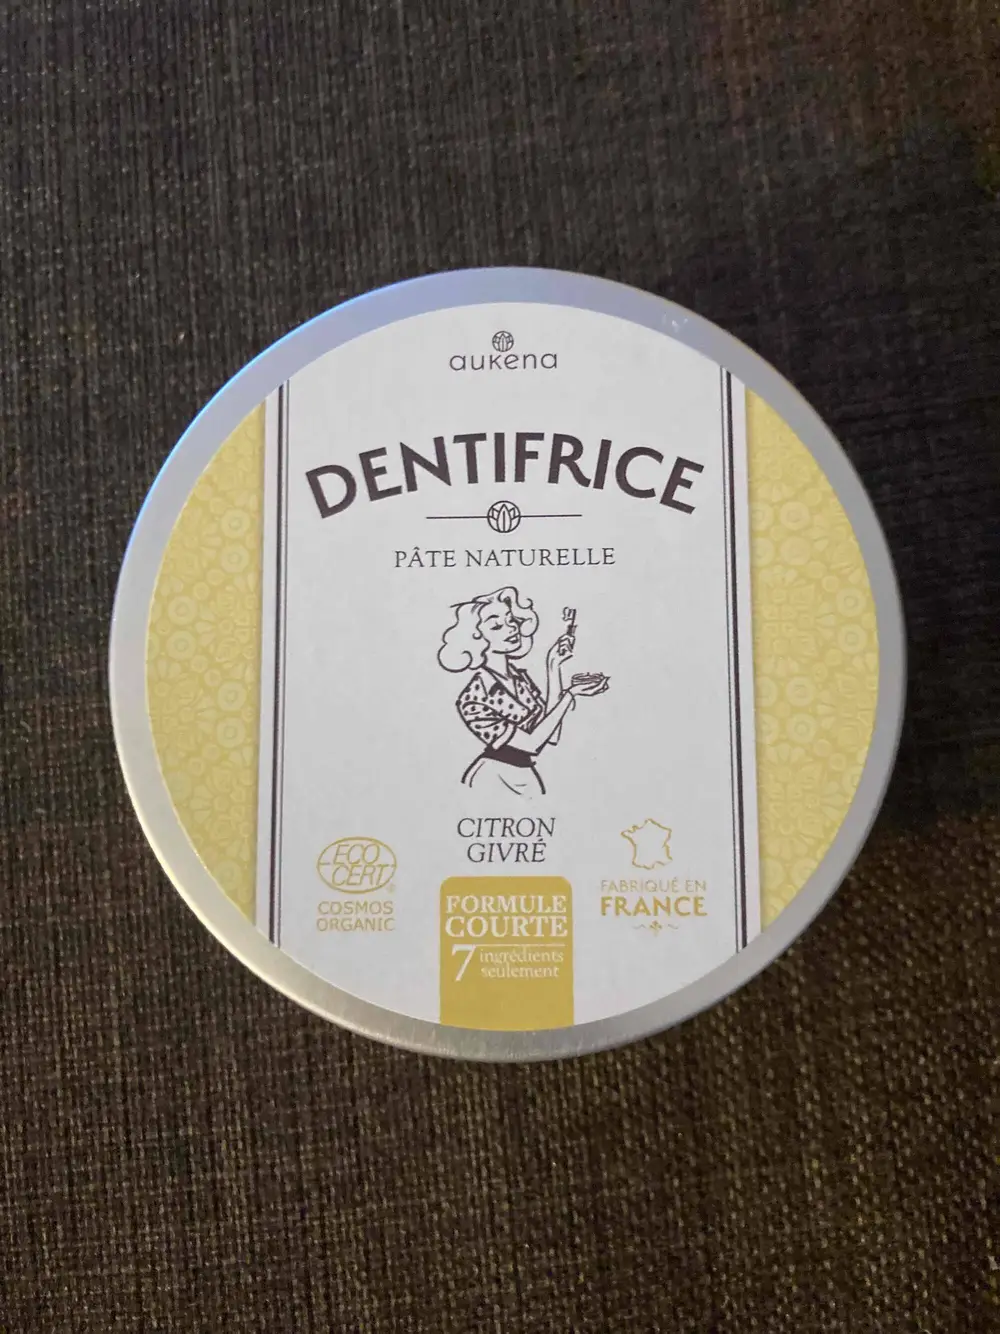 aukena
DENTIFRICE
PÂTE NATURELLE
CITRON
GIVRÉ
ECO
CERT®
COSMOS
ORGANIC
FORMULE
COURTE
7 ingrédients
seulement
FABRIQUÉ EN
FRANCE